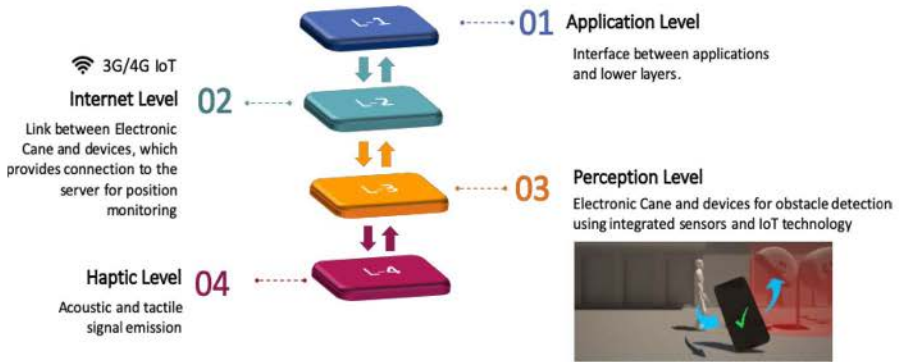 L-1
01
Application Level
Interface between applications
and lower layers.
3G/4G IoT
Internet Level
02
Link between Electronic
Cane and devices, which
provides connection to the
server for position
monitoring
L-2
L-3
03
Perception Level
Electronic Cane and devices for obstacle detection
using integrated sensors and IoT technology
Haptic Level
04
Acoustic and tactile
signal emission
L-4